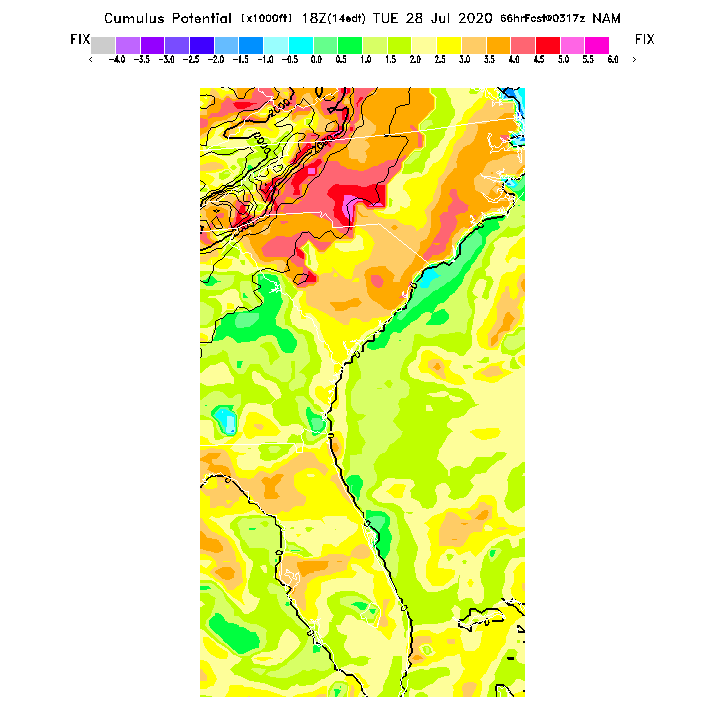 Cumulus Potential [x1000ft] 18Z(14edt) TUE 28 Jul 2020 66hrFcst@0317z NAM
FIX FIX
< -4.0 -3.5 -3.0 -2.5 -2.0 -1.5 -1.0 -0.5 0.0 0.5 1.0 1.5 2.0 2.5 3.0 3.5 4.0 4.5 5.0 5.5 6.0 >
2000
2000